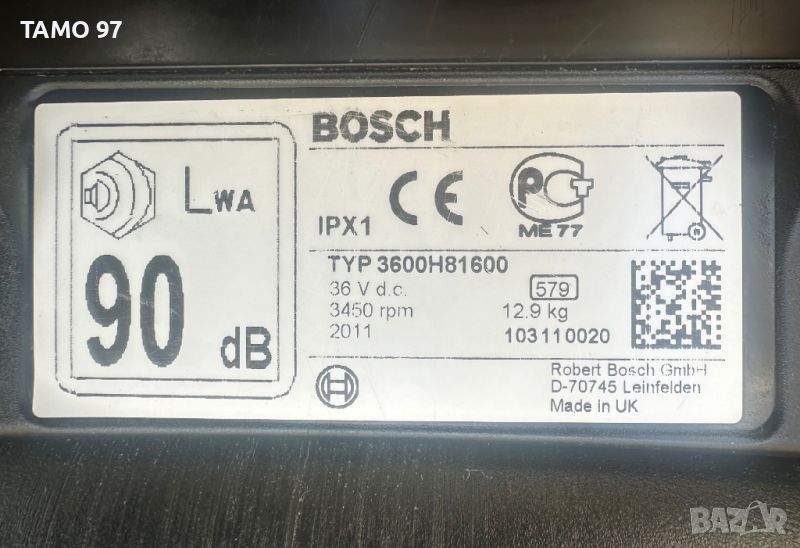 TAMO 97
LWA
90 dB
BOSCH
IPX1 CE PCT
ME 77
TYP 3600H81600
36 V d.c. 579
3450 rpm 12.9 kg
2011 103110020
Robert Bosch GmbH
D-70745 Leinfelden
Made in UK
BAZAR